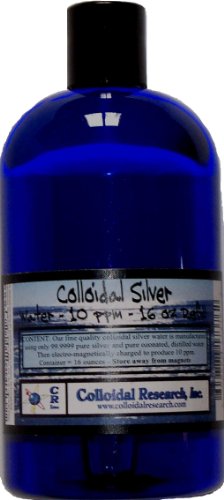 Colloidal Silver
Water - 10 ppm - 16 oz
CONTENT: Our fine quality colloidal silver water is manufactured
using only 99.9999 pure silver and pure ozonated, distilled water
Then electro-magnetically charged to produce 10 ppm.
Container = 16 ounces - Store away from magnets
C
R
Inc
Colloidal Research, Inc.
www.colloidalresearch.com